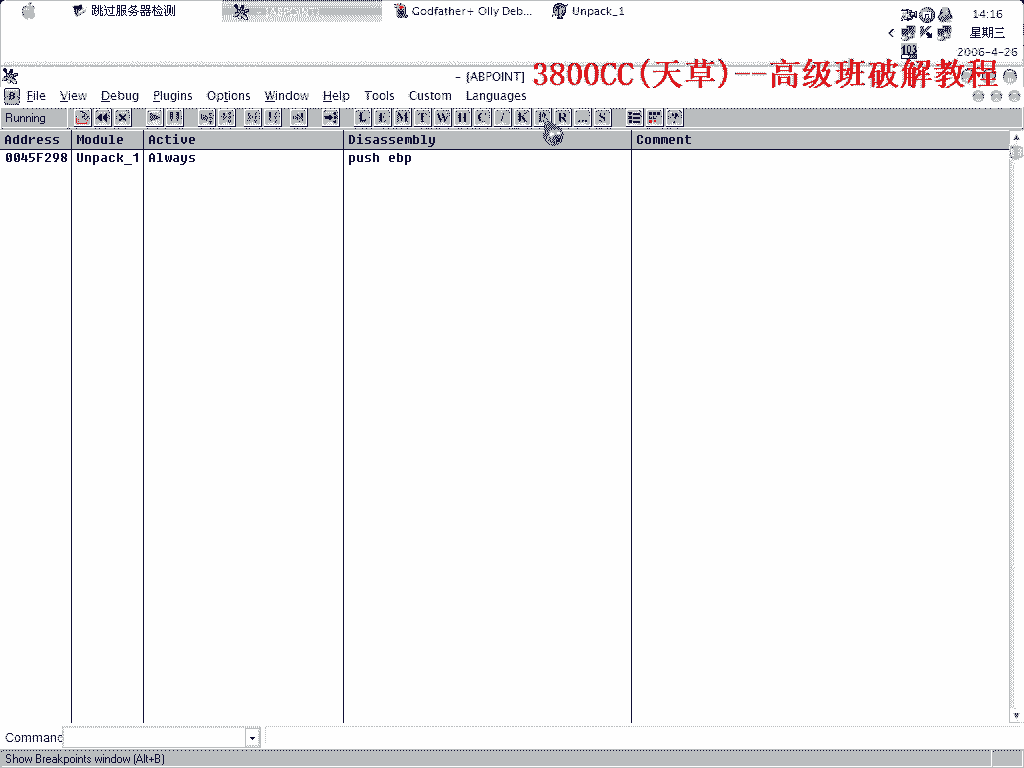 跳过服务器检测
- [ABPOINT]
Godfather+ Olly Deb...
Unpack_1
14:16
星期三
103
2006-4-26
- [ABPOINT]
3800CC(天草)--高级班破解教程
File View Debug Plugins Options Window Help Tools Custom Languages
Running
L E M T W H C / K B R ... S
Address Module Active Disassembly Comment
0045F298 Unpack_1 Always push ebp
Command
Show Breakpoints window (Alt+B)